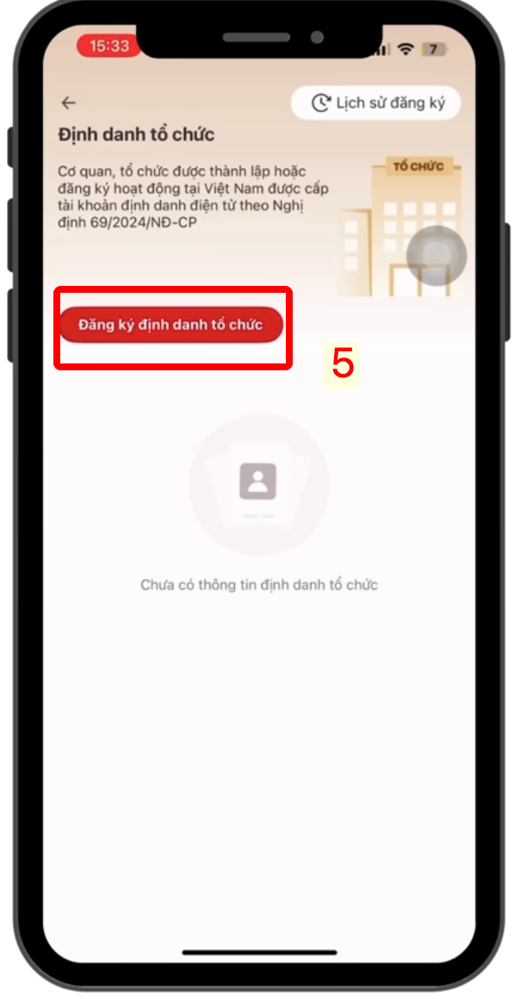 15:33
7
Lịch sử đăng ký
Định danh tổ chức
TỔ CHỨC
Cơ quan, tổ chức được thành lập hoặc
đăng ký hoạt động tại Việt Nam được cấp
tài khoản định danh điện tử theo Nghị
định 69/2024/NĐ-CP
Đăng ký định danh tổ chức
5
Chưa có thông tin định danh tổ chức